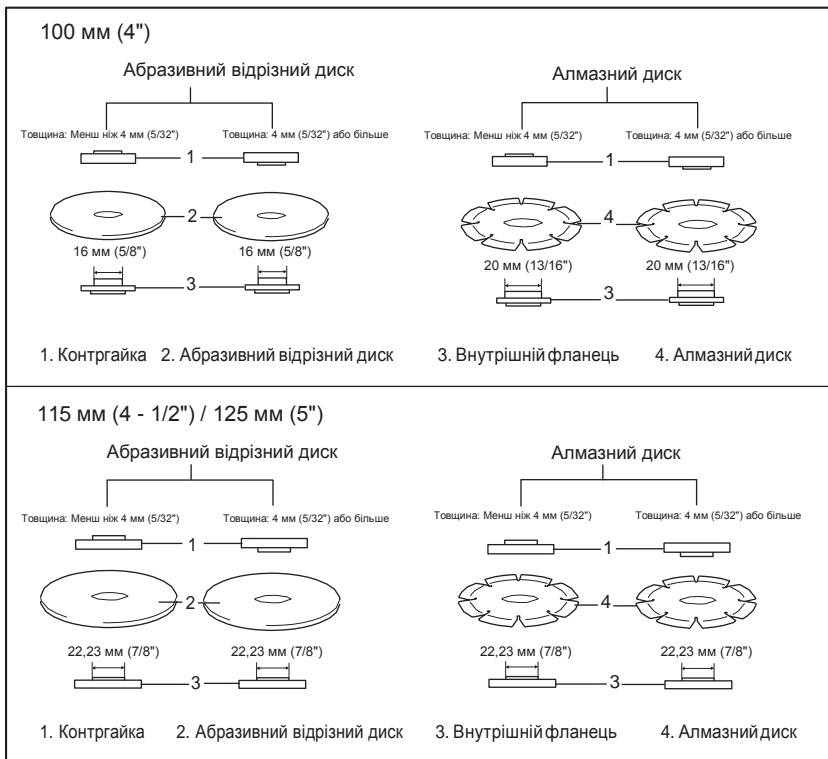 100 мм (4")
Абразивний відрізний диск
Алмазний диск
Товщина: Менш ніж 4 мм (5/32")
Товщина: 4 мм (5/32") або більше
Товщина: Менш ніж 4 мм (5/32")
Товщина: 4 мм (5/32") або більше
1
1
2
4
16 мм (5/8")
16 мм (5/8")
20 мм (13/16")
20 мм (13/16")
3
3
1. Контргайка 2. Абразивний відрізний диск 3. Внутрішній фланець 4. Алмазний диск
115 мм (4 - 1/2") / 125 мм (5")
Абразивний відрізний диск
Алмазний диск
Товщина: Менш ніж 4 мм (5/32")
Товщина: 4 мм (5/32") або більше
Товщина: Менш ніж 4 мм (5/32")
Товщина: 4 мм (5/32") або більше
1
1
2
4
22,23 мм (7/8")
22,23 мм (7/8")
22,23 мм (7/8")
22,23 мм (7/8")
3
3
1. Контргайка 2. Абразивний відрізний диск 3. Внутрішній фланець 4. Алмазний диск